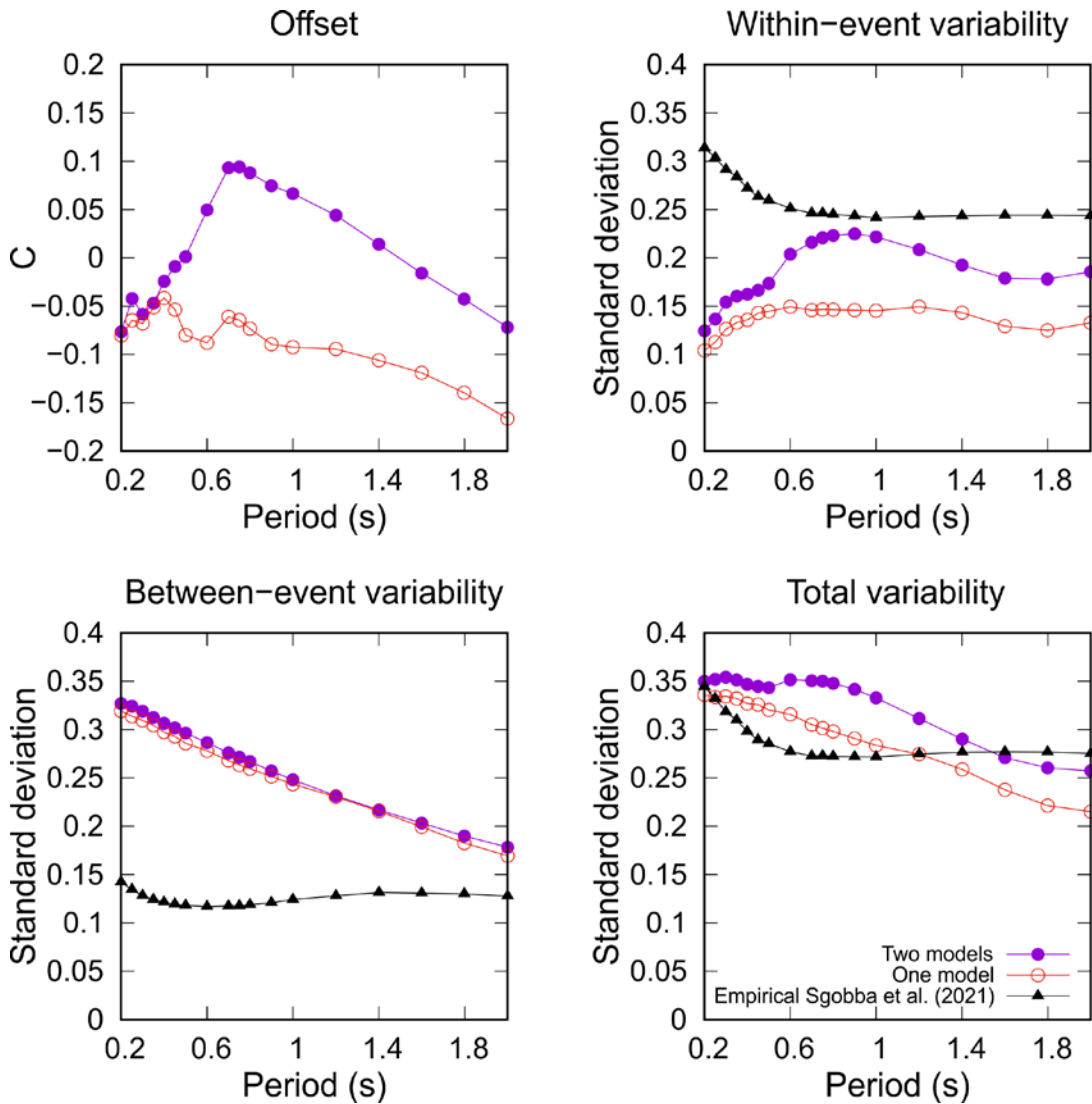 Offset
C
0.2
0.15
0.1
0.05
0
−0.05
−0.1
−0.15
−0.2
0.2 0.6 1 1.4 1.8
Period (s)
Within−event variability
Standard deviation
0.4
0.35
0.3
0.25
0.2
0.15
0.1
0.05
0
0.2 0.6 1 1.4 1.8
Period (s)
Between−event variability
Standard deviation
0.4
0.35
0.3
0.25
0.2
0.15
0.1
0.05
0
0.2 0.6 1 1.4 1.8
Period (s)
Total variability
Standard deviation
0.4
0.35
0.3
0.25
0.2
0.15
0.1
0.05
0
Two models
One model
Empirical Sgobba et al. (2021)
0.2 0.6 1 1.4 1.8
Period (s)